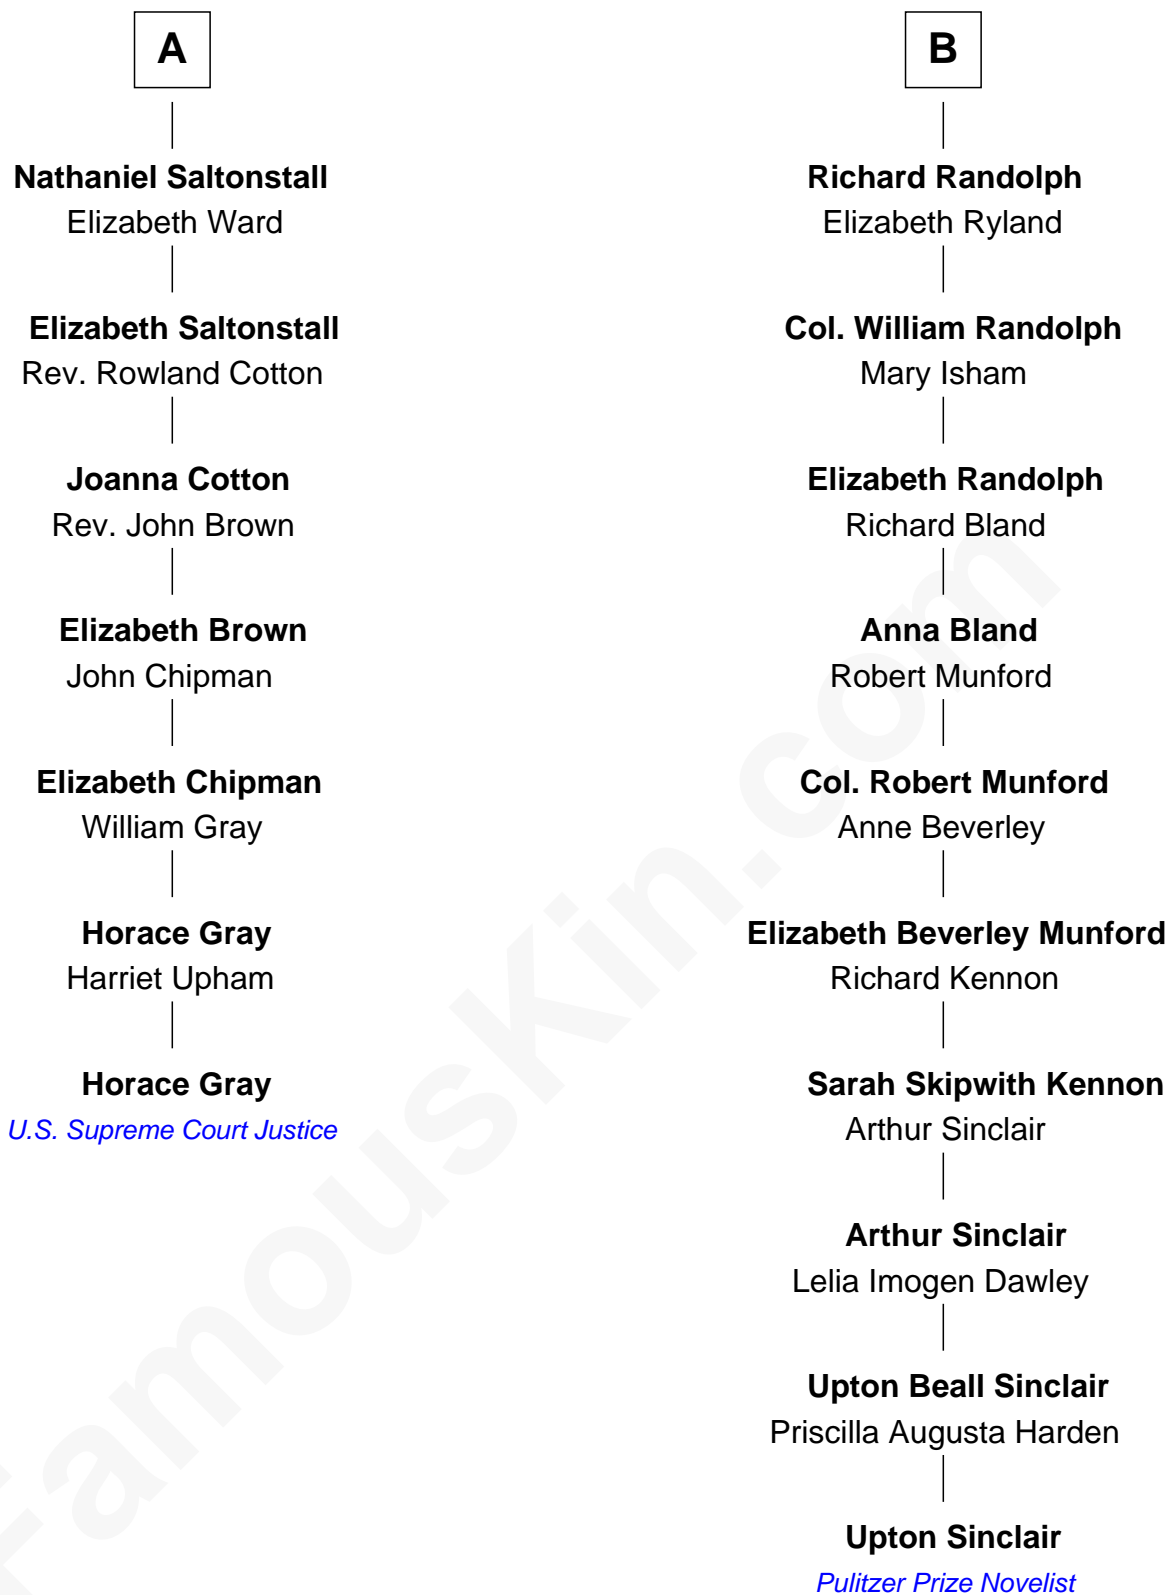 A
Nathaniel Saltonstall
Elizabeth Ward
Elizabeth Saltonstall
Rev. Rowland Cotton
Joanna Cotton
Rev. John Brown
Elizabeth Brown
John Chipman
Elizabeth Chipman
William Gray
Horace Gray
Harriet Upham
Horace Gray
U.S. Supreme Court Justice
B
Richard Randolph
Elizabeth Ryland
Col. William Randolph
Mary Isham
Elizabeth Randolph
Richard Bland
Anna Bland
Robert Munford
Col. Robert Munford
Anne Beverley
Elizabeth Beverley Munford
Richard Kennon
Sarah Skipwith Kennon
Arthur Sinclair
Arthur Sinclair
Lelia Imogen Dawley
Upton Beall Sinclair
Priscilla Augusta Harden
Upton Sinclair
Pulitzer Prize Novelist
FamousKin.com